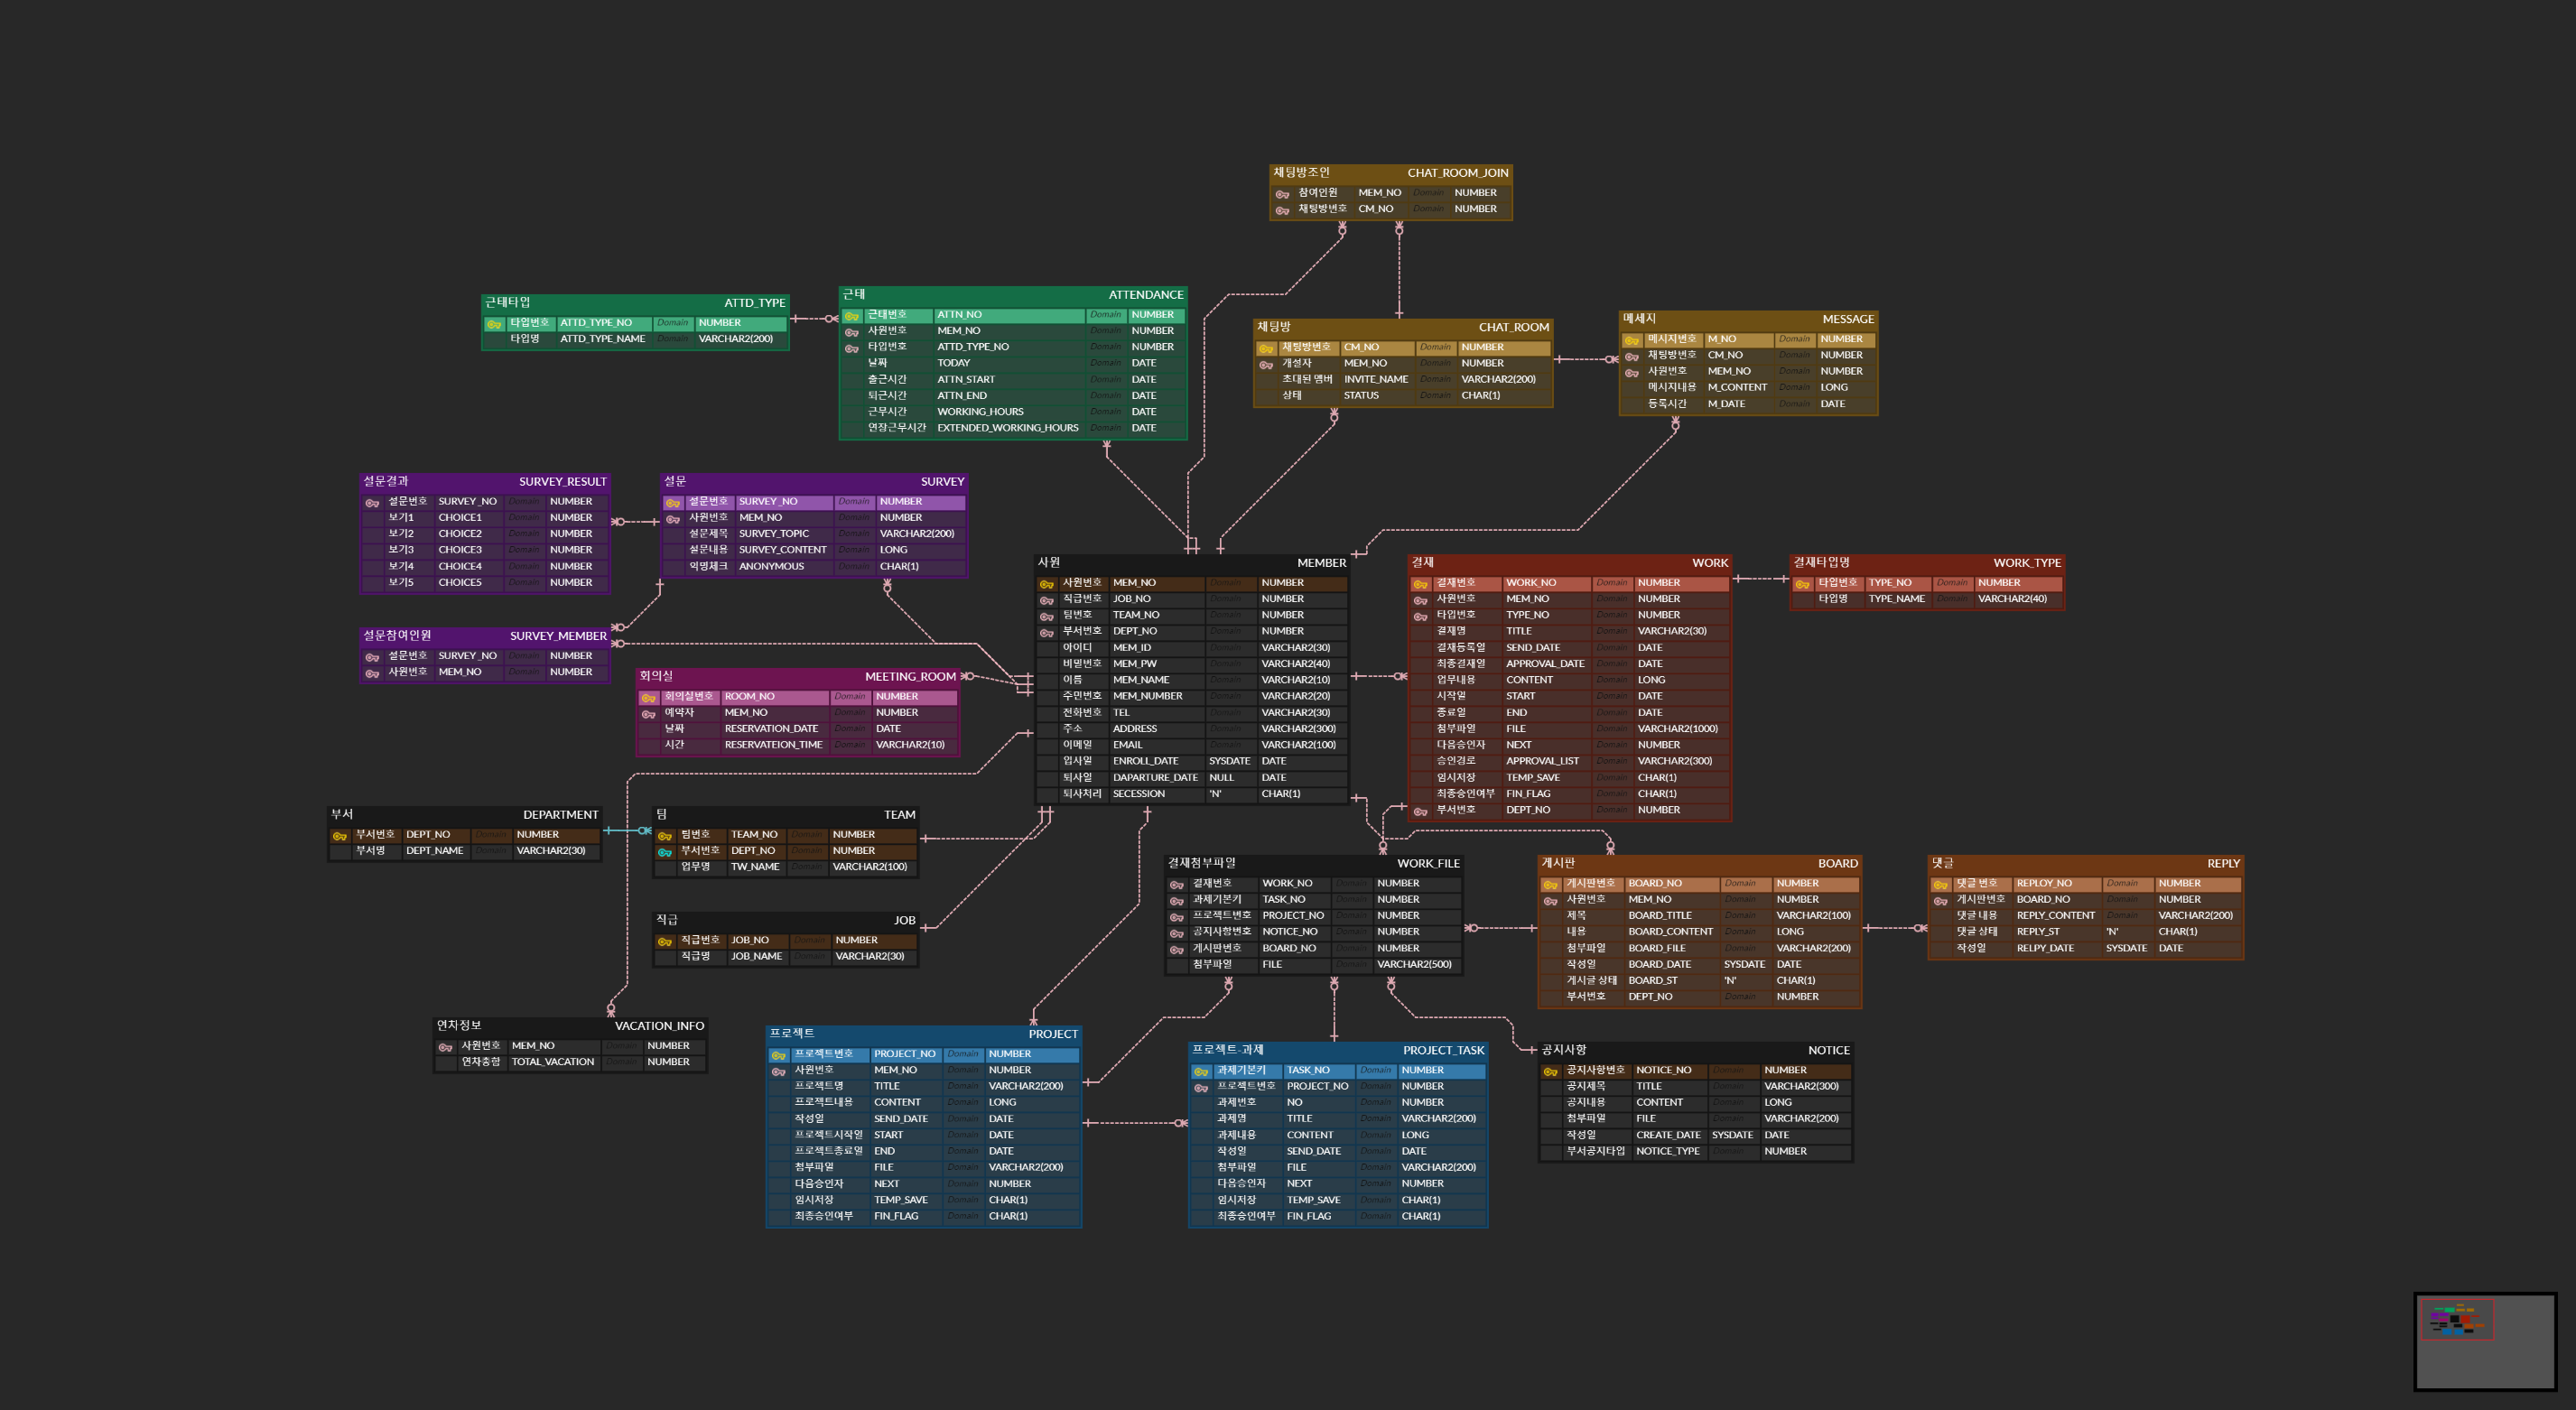 채팅방조인 CHAT_ROOM_JOIN
참여인원 MEM_NO Domain NUMBER
채팅방번호 CM_NO Domain NUMBER
근태타입 ATTD_TYPE
타입번호 ATTD_TYPE_NO Domain NUMBER
타입명 ATTD_TYPE_NAME Domain VARCHAR2(200)
근태 ATTENDANCE
근태번호 ATTN_NO Domain NUMBER
사원번호 MEM_NO Domain NUMBER
타입번호 ATTD_TYPE_NO Domain NUMBER
날짜 TODAY Domain DATE
출근시간 ATTN_START Domain DATE
퇴근시간 ATTN_END Domain DATE
근무시간 WORKING_HOURS Domain DATE
연장근무시간 EXTENDED_WORKING_HOURS Domain DATE
채팅방 CHAT_ROOM
채팅방번호 CM_NO Domain NUMBER
개설자 MEM_NO Domain NUMBER
초대된 맴버 INVITE_NAME Domain VARCHAR2(200)
상태 STATUS Domain CHAR(1)
메세지 MESSAGE
메시지번호 M_NO Domain NUMBER
채팅방번호 CM_NO Domain NUMBER
사원번호 MEM_NO Domain NUMBER
메시지내용 M_CONTENT Domain LONG
등록시간 M_DATE Domain DATE
설문결과 SURVEY_RESULT
설문번호 SURVEY_NO Domain NUMBER
보기1 CHOICE1 Domain NUMBER
보기2 CHOICE2 Domain NUMBER
보기3 CHOICE3 Domain NUMBER
보기4 CHOICE4 Domain NUMBER
보기5 CHOICE5 Domain NUMBER
설문 SURVEY
설문번호 SURVEY_NO Domain NUMBER
사원번호 MEM_NO Domain NUMBER
설문제목 SURVEY_TOPIC Domain VARCHAR2(200)
설문내용 SURVEY_CONTENT Domain LONG
익명체크 ANONYMOUS Domain CHAR(1)
설문참여인원 SURVEY_MEMBER
설문번호 SURVEY_NO Domain NUMBER
사원번호 MEM_NO Domain NUMBER
회의실 MEETING_ROOM
회의실번호 ROOM_NO Domain NUMBER
예약자 MEM_NO Domain NUMBER
날짜 RESERVATION_DATE Domain DATE
시간 RESERVATEION_TIME Domain VARCHAR2(10)
사원 MEMBER
사원번호 MEM_NO Domain NUMBER
직급번호 JOB_NO Domain NUMBER
팀번호 TEAM_NO Domain NUMBER
부서번호 DEPT_NO Domain NUMBER
아이디 MEM_ID Domain VARCHAR2(30)
비밀번호 MEM_PW Domain VARCHAR2(40)
이름 MEM_NAME Domain VARCHAR2(10)
주민번호 MEM_NUMBER Domain VARCHAR2(20)
전화번호 TEL Domain VARCHAR2(30)
주소 ADDRESS Domain VARCHAR2(300)
이메일 EMAIL Domain VARCHAR2(100)
입사일 ENROLL_DATE SYSDATE DATE
퇴사일 DAPARTURE_DATE NULL DATE
퇴사처리 SECESSION 'N' CHAR(1)
결재 WORK
결재번호 WORK_NO Domain NUMBER
사원번호 MEM_NO Domain NUMBER
타입번호 TYPE_NO Domain NUMBER
결재명 TITLE Domain VARCHAR2(30)
결재등록일 SEND_DATE Domain DATE
최종결재일 APPROVAL_DATE Domain DATE
업무내용 CONTENT Domain LONG
시작일 START Domain DATE
종료일 END Domain DATE
첨부파일 FILE Domain VARCHAR2(1000)
다음승인자 NEXT Domain NUMBER
승인경로 APPROVAL_LIST Domain VARCHAR2(300)
임시저장 TEMP_SAVE Domain CHAR(1)
최종승인여부 FIN_FLAG Domain CHAR(1)
부서번호 DEPT_NO Domain NUMBER
결재타입명 WORK_TYPE
타입번호 TYPE_NO Domain NUMBER
타입명 TYPE_NAME Domain VARCHAR2(40)
부서 DEPARTMENT
부서번호 DEPT_NO Domain NUMBER
부서명 DEPT_NAME Domain VARCHAR2(30)
팀 TEAM
팀번호 TEAM_NO Domain NUMBER
부서번호 DEPT_NO Domain NUMBER
업무명 TW_NAME Domain VARCHAR2(100)
직급 JOB
직급번호 JOB_NO Domain NUMBER
직급명 JOB_NAME Domain VARCHAR2(30)
연차정보 VACATION_INFO
사원번호 MEM_NO Domain NUMBER
연차총합 TOTAL_VACATION Domain NUMBER
결재첨부파일 WORK_FILE
결재번호 WORK_NO Domain NUMBER
과제기본키 TASK_NO Domain NUMBER
프로젝트번호 PROJECT_NO Domain NUMBER
공지사항번호 NOTICE_NO Domain NUMBER
게시판번호 BOARD_NO Domain NUMBER
첨부파일 FILE Domain VARCHAR2(500)
게시판 BOARD
게시판번호 BOARD_NO Domain NUMBER
사원번호 MEM_NO Domain NUMBER
제목 BOARD_TITLE Domain VARCHAR2(100)
내용 BOARD_CONTENT Domain LONG
첨부파일 BOARD_FILE Domain VARCHAR2(200)
작성일 BOARD_DATE SYSDATE DATE
게시글 상태 BOARD_ST 'N' CHAR(1)
부서번호 DEPT_NO Domain NUMBER
댓글 REPLY
댓글 번호 REPLOY_NO Domain NUMBER
게시판번호 BOARD_NO Domain NUMBER
댓글 내용 REPLY_CONTENT Domain VARCHAR2(200)
댓글 상태 REPLY_ST 'N' CHAR(1)
작성일 RELPY_DATE SYSDATE DATE
프로젝트 PROJECT
프로젝트번호 PROJECT_NO Domain NUMBER
사원번호 MEM_NO Domain NUMBER
프로젝트명 TITLE Domain VARCHAR2(200)
프로젝트내용 CONTENT Domain LONG
작성일 SEND_DATE Domain DATE
프로젝트시작일 START Domain DATE
프로젝트종료일 END Domain DATE
첨부파일 FILE Domain VARCHAR2(200)
다음승인자 NEXT Domain NUMBER
임시저장 TEMP_SAVE Domain CHAR(1)
최종승인여부 FIN_FLAG Domain CHAR(1)
프로젝트-과제 PROJECT_TASK
과제기본키 TASK_NO Domain NUMBER
프로젝트번호 PROJECT_NO Domain NUMBER
과제번호 NO Domain NUMBER
과제명 TITLE Domain VARCHAR2(200)
과제내용 CONTENT Domain LONG
작성일 SEND_DATE Domain DATE
첨부파일 FILE Domain VARCHAR2(200)
다음승인자 NEXT Domain NUMBER
임시저장 TEMP_SAVE Domain CHAR(1)
최종승인여부 FIN_FLAG Domain CHAR(1)
공지사항 NOTICE
공지사항번호 NOTICE_NO Domain NUMBER
공지제목 TITLE Domain VARCHAR2(300)
공지내용 CONTENT Domain LONG
첨부파일 FILE Domain VARCHAR2(200)
작성일 CREATE_DATE SYSDATE DATE
부서공지타입 NOTICE_TYPE Domain NUMBER